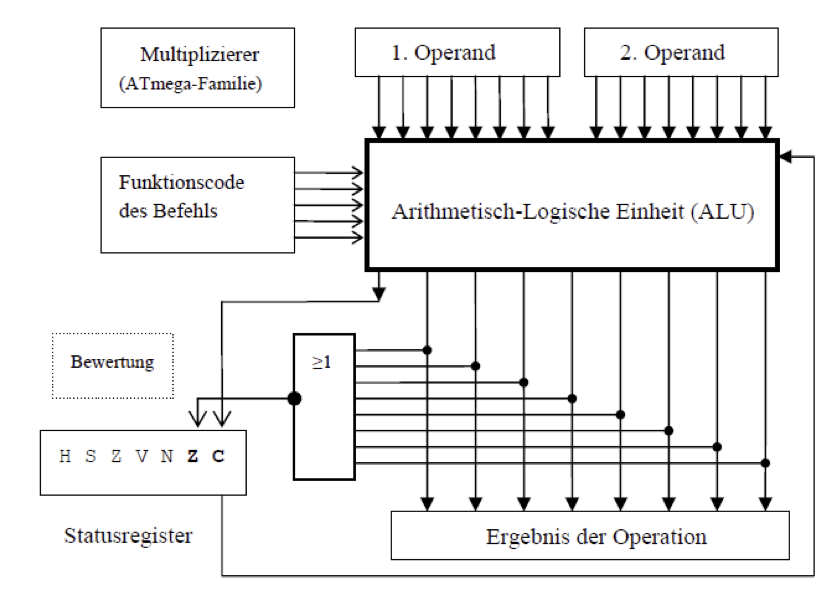 Multiplizierer
(ATmega-Familie)
1. Operand
2. Operand
Funktionscode
des Befehls
Arithmetisch-Logische Einheit (ALU)
Bewertung
≥1
H S Z V N Z C
Statusregister
Ergebnis der Operation